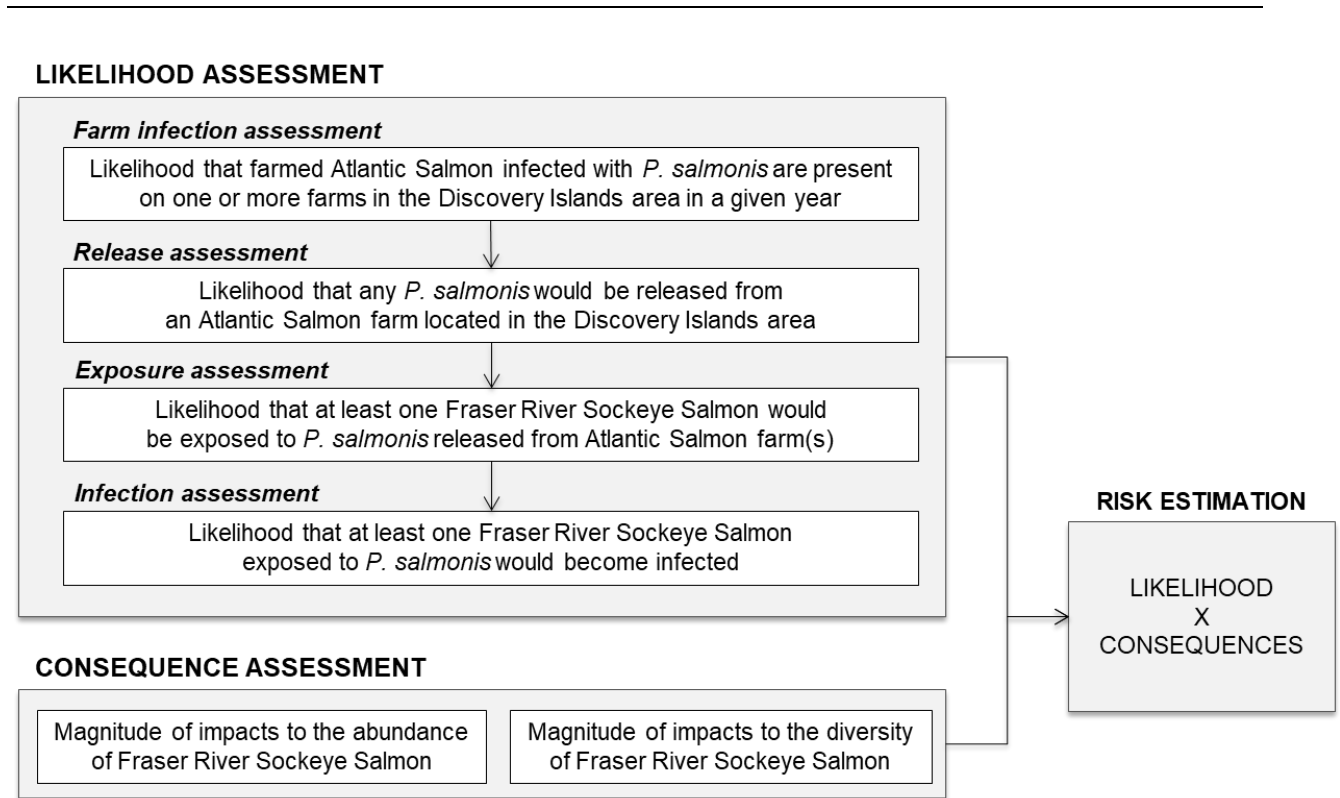 LIKELIHOOD ASSESSMENT
Farm infection assessment
Likelihood that farmed Atlantic Salmon infected with P. salmonis are present
on one or more farms in the Discovery Islands area in a given year
Release assessment
Likelihood that any P. salmonis would be released from
an Atlantic Salmon farm located in the Discovery Islands area
Exposure assessment
Likelihood that at least one Fraser River Sockeye Salmon would
be exposed to P. salmonis released from Atlantic Salmon farm(s)
Infection assessment
Likelihood that at least one Fraser River Sockeye Salmon
exposed to P. salmonis would become infected
CONSEQUENCE ASSESSMENT
Magnitude of impacts to the abundance
of Fraser River Sockeye Salmon
Magnitude of impacts to the diversity
of Fraser River Sockeye Salmon
RISK ESTIMATION
LIKELIHOOD
X
CONSEQUENCES